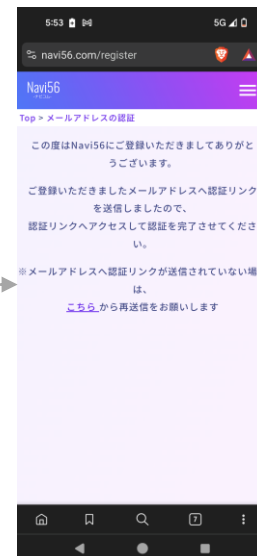 5:53
5G
navi56.com/register
Navi56
Top > メールアドレスの認証
この度はNavi56にご登録いただきましてありがと
うございます。
ご登録いただきましたメールアドレスへ認証リンク
を送信しましたので、
認証リンクへアクセスして認証を完了させてくださ
い。
※メールアドレスへ認証リンクが送信されていない場
は、
こちら から再送信をお願いします
7